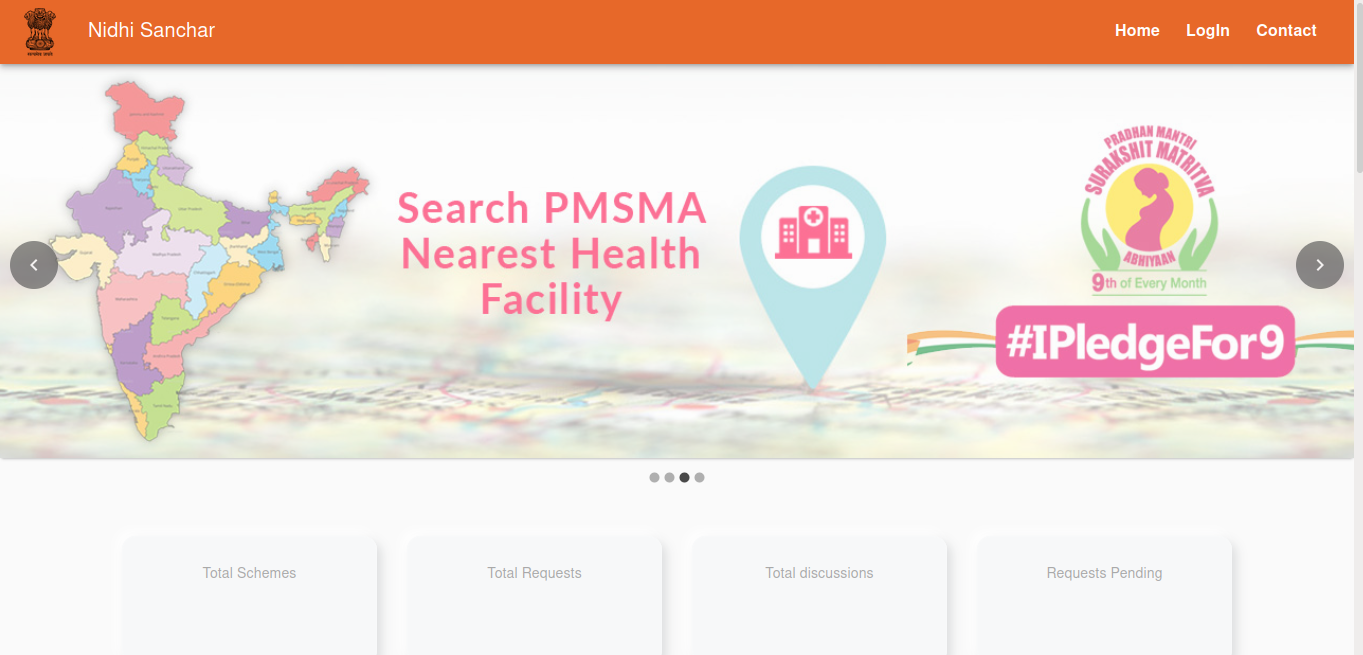 Nidhi Sanchar
Home LogIn Contact
Search PMSMA
Nearest Health
Facility
PRADHAN MANTRI
SURAKSHIT MATRITVA
ABHIYAAN
9th of Every Month
#IPledgeFor9
Total Schemes
Total Requests
Total discussions
Requests Pending